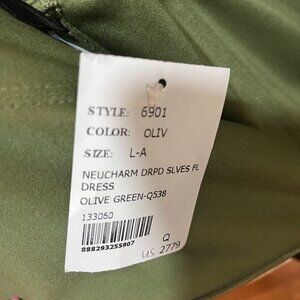 STYLE: 6901
COLOR: OLIV
SIZE: L-A
NEUCHARM DRPD SLVES FL
DRESS
OLIVE GREEN-Q538
133060
888293255907
Q
US 2779